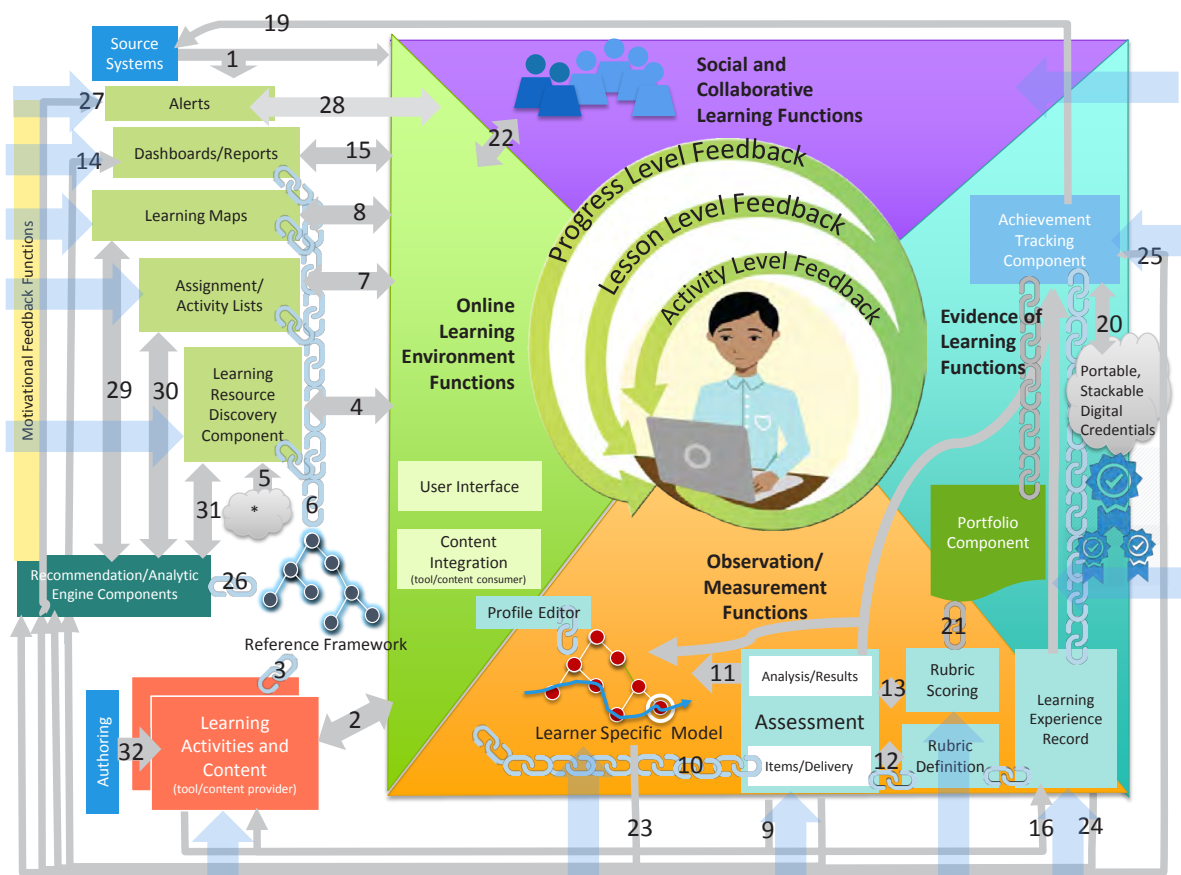 19
Source
Systems
1
Social and
Collaborative
Learning Functions
27
Alerts
28
22
14
Dashboards/Reports
15
Progress Level Feedback
Lesson Level Feedback
Activity Level Feedback
Learning Maps
8
Achievement
Tracking
Component
25
7
Assignment/
Activity Lists
Online
Learning
Environment
Functions
Evidence of
Learning
Functions
20
Portable,
Stackable
Digital
Credentials
Motivational Feedback Functions
29
30
Learning
Resource
Discovery
Component
4
5
*
31
6
User Interface
Content
Integration
(tool/content consumer)
Portfolio
Component
Observation/
Measurement
Functions
Recommendation/Analytic
Engine Components
26
Profile Editor
Reference Framework
21
3
11
Analysis/Results
13
Rubric
Scoring
Learning
Experience
Record
Authoring
32
Learning
Activities and
Content
(tool/content provider)
2
Assessment
Learner Specific Model
10
Items/Delivery
12
Rubric
Definition
23
9
16
24